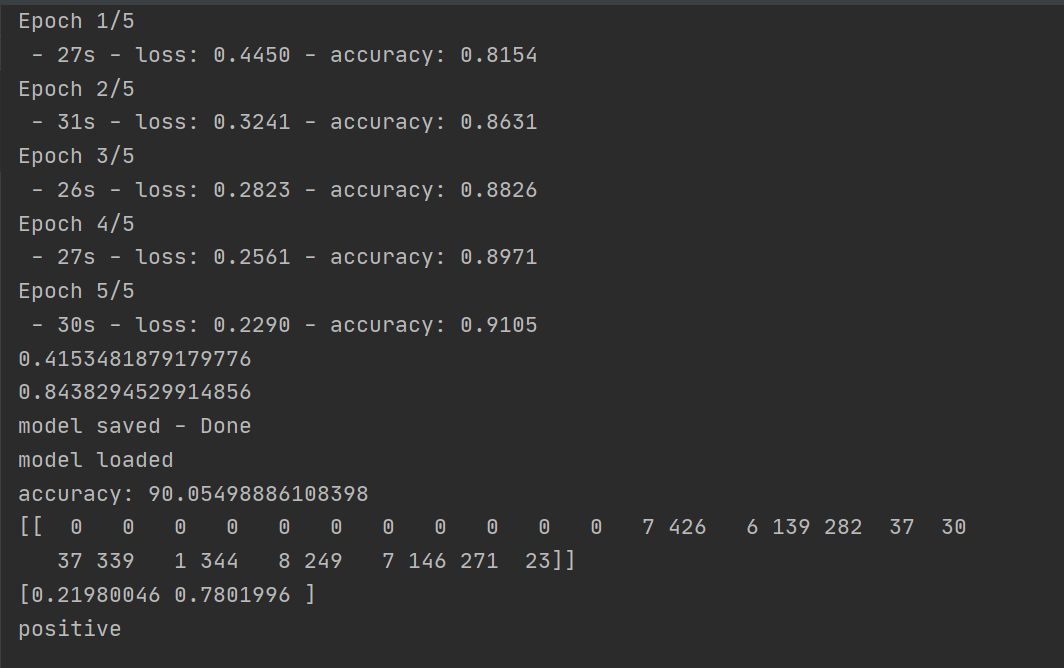 Epoch 1/5
 - 27s - loss: 0.4450 - accuracy: 0.8154
Epoch 2/5
 - 31s - loss: 0.3241 - accuracy: 0.8631
Epoch 3/5
 - 26s - loss: 0.2823 - accuracy: 0.8826
Epoch 4/5
 - 27s - loss: 0.2561 - accuracy: 0.8971
Epoch 5/5
 - 30s - loss: 0.2290 - accuracy: 0.9105
0.4153481879179776
0.8438294529914856
model saved - Done
model loaded
accuracy: 90.05498886108398
[[  0   0   0   0   0   0   0   0   0   0   0   7 426   6 139 282  37  30
   37 339   1 344   8 249   7 146 271  23]]
[0.21980046 0.7801996 ]
positive